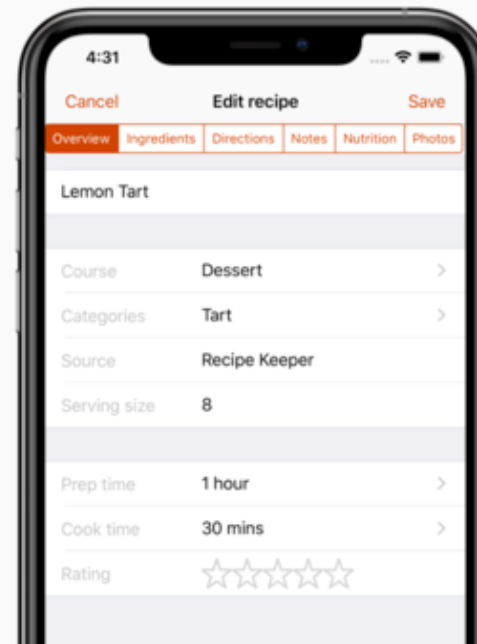 4:31
Cancel Edit recipe Save
Overview Ingredients Directions Notes Nutrition Photos
Lemon Tart
Course Dessert
Categories Tart
Source Recipe Keeper
Serving size 8
Prep time 1 hour
Cook time 30 mins
Rating